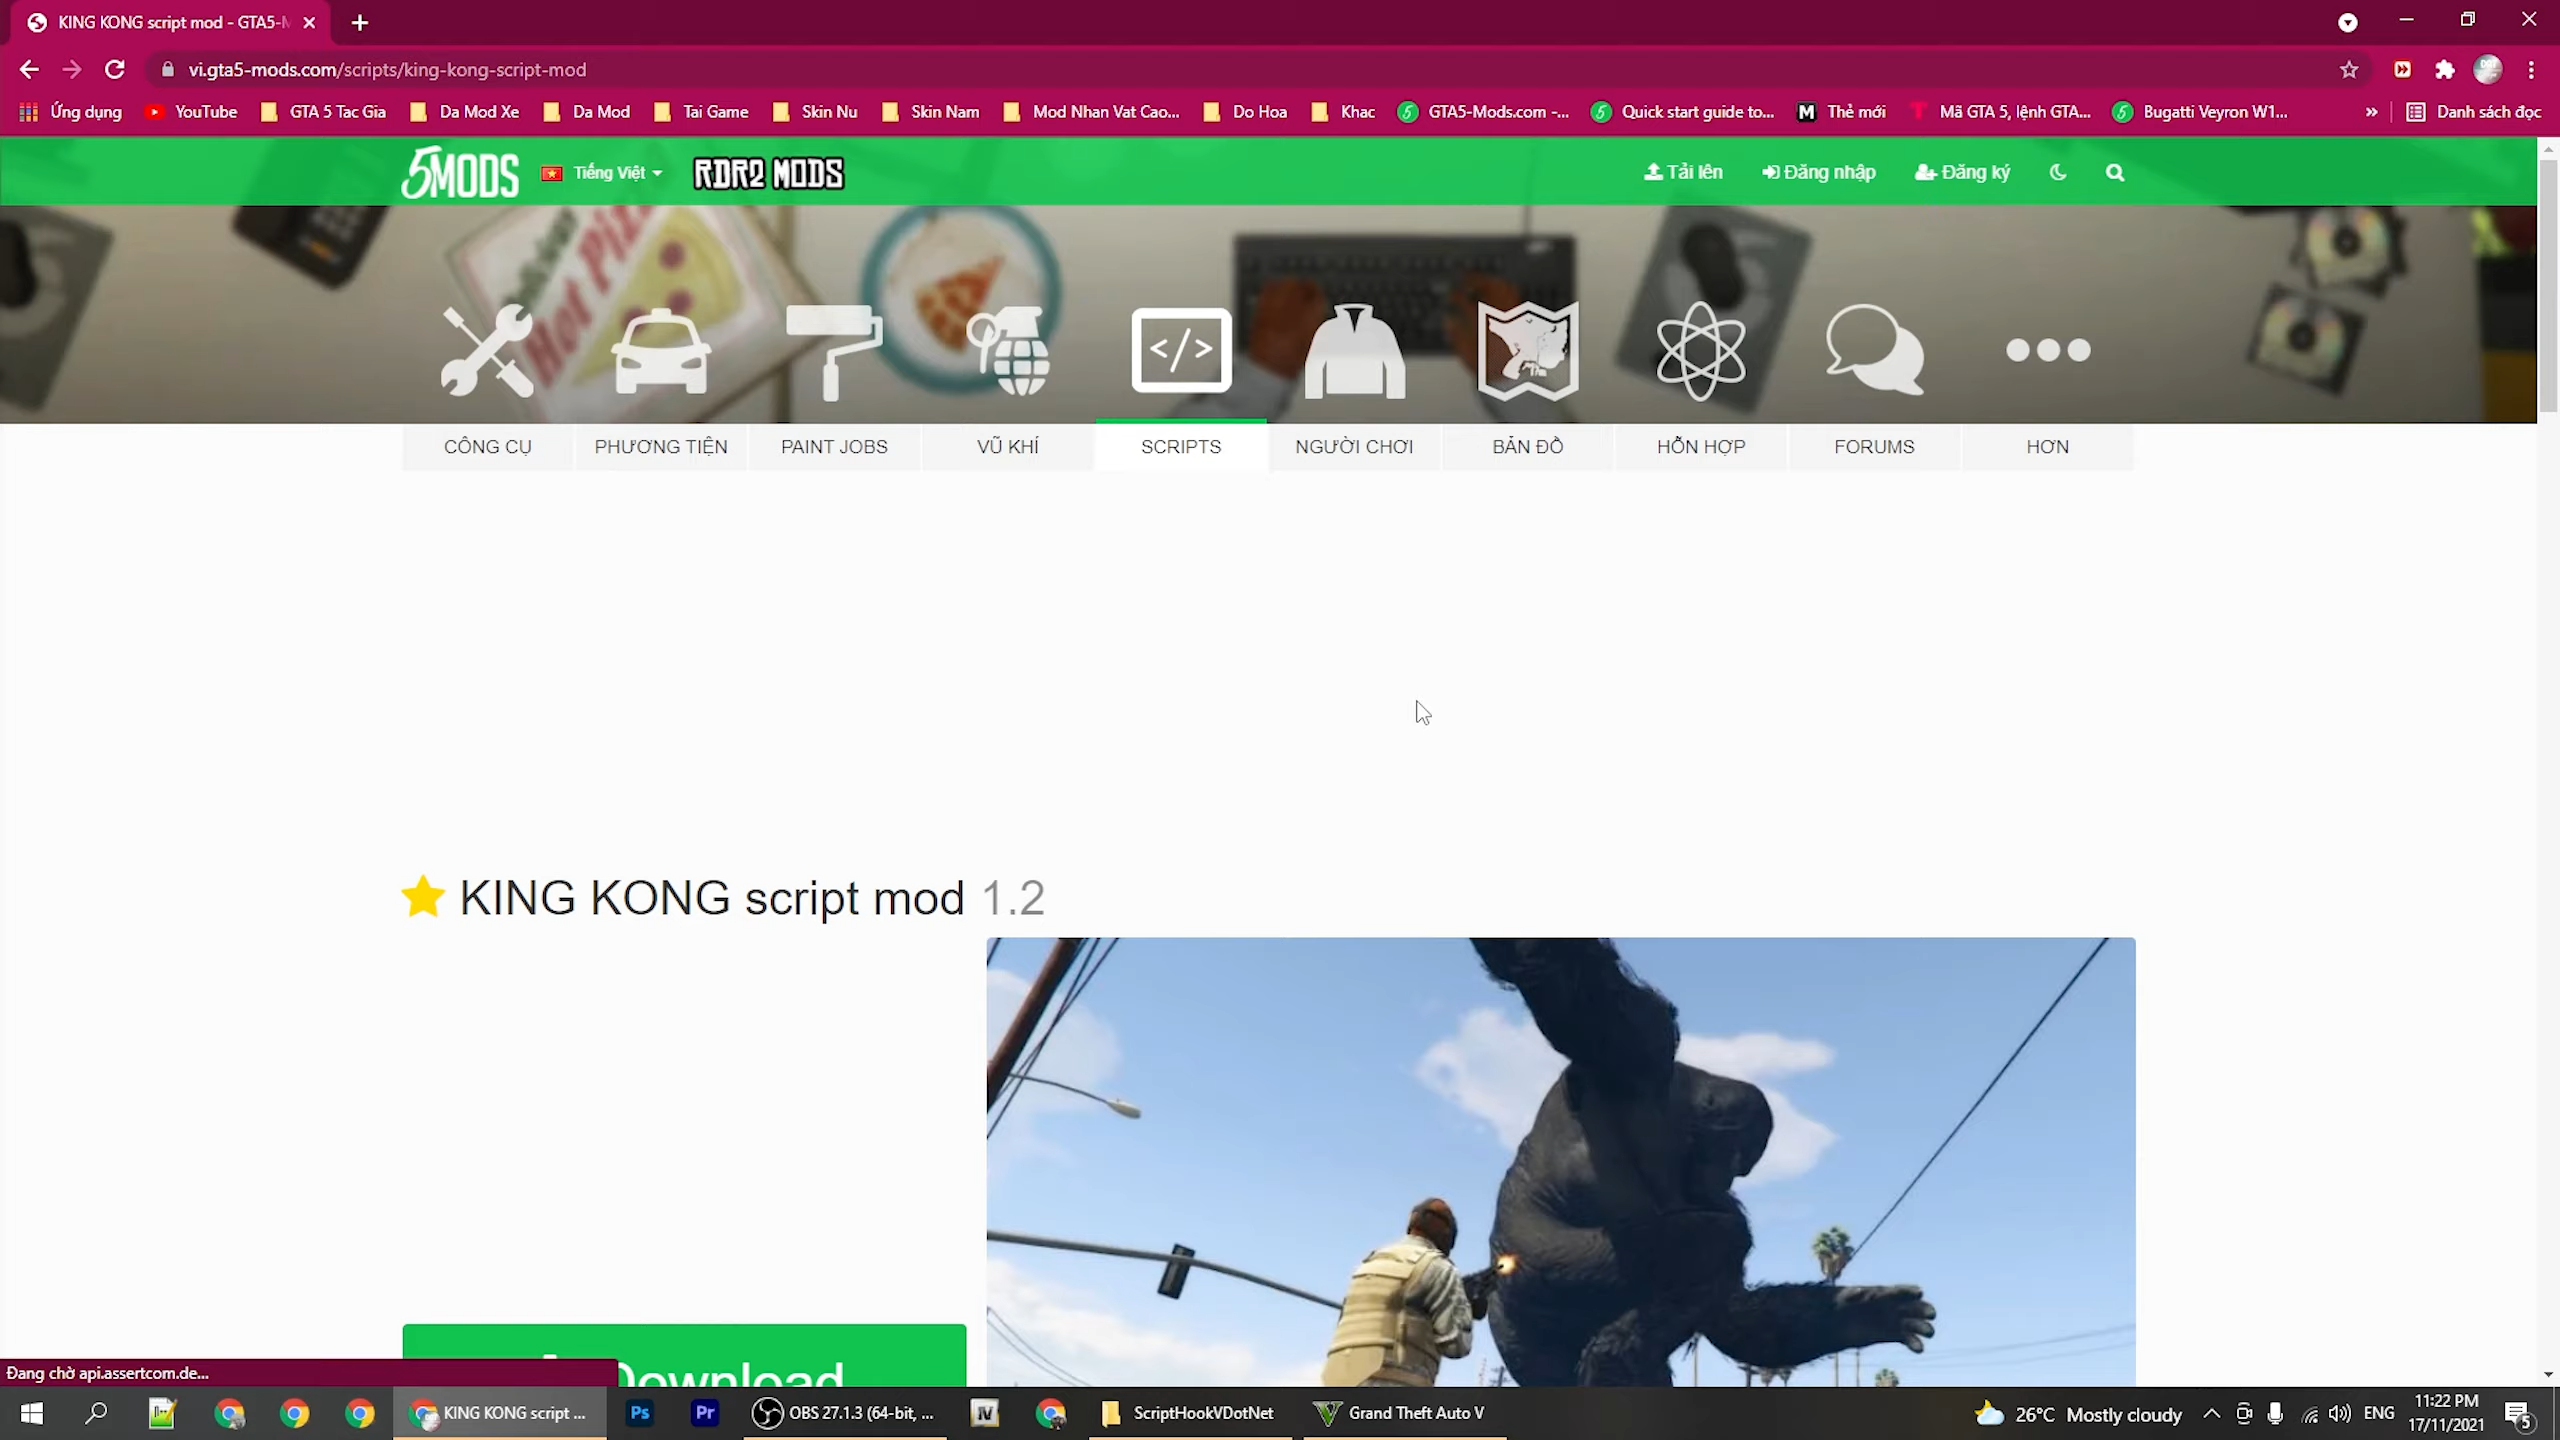 KING KONG script mod - GTA5-M
vi.gta5-mods.com/scripts/king-kong-script-mod
Ứng dụng YouTube GTA 5 Tac Gia Da Mod Xe Da Mod Tai Game Skin Nu Skin Nam Mod Nhan Vat Cao... Do Hoa Khac GTA5-Mods.com -... Quick start guide to... M Thẻ mới Mã GTA 5, lệnh GTA... Bugatti Veyron W1... » Danh sách đọc
5MODS Tiếng Việt RDR2 MODS Tải lên Đăng nhập Đăng ký
Hot Pizza
</>
CÔNG CỤ PHƯƠNG TIỆN PAINT JOBS VŨ KHÍ SCRIPTS NGƯỜI CHƠI BẢN ĐỒ HỖN HỢP FORUMS HƠN
KING KONG script mod 1.2
Download
Đang chờ api.assertcom.de...
KING KONG script ... Ps Pr OBS 27.1.3 (64-bit, ... IV ScriptHookVDotNet Grand Theft Auto V 26°C Mostly cloudy ENG 11:22 PM
17/11/2021 5